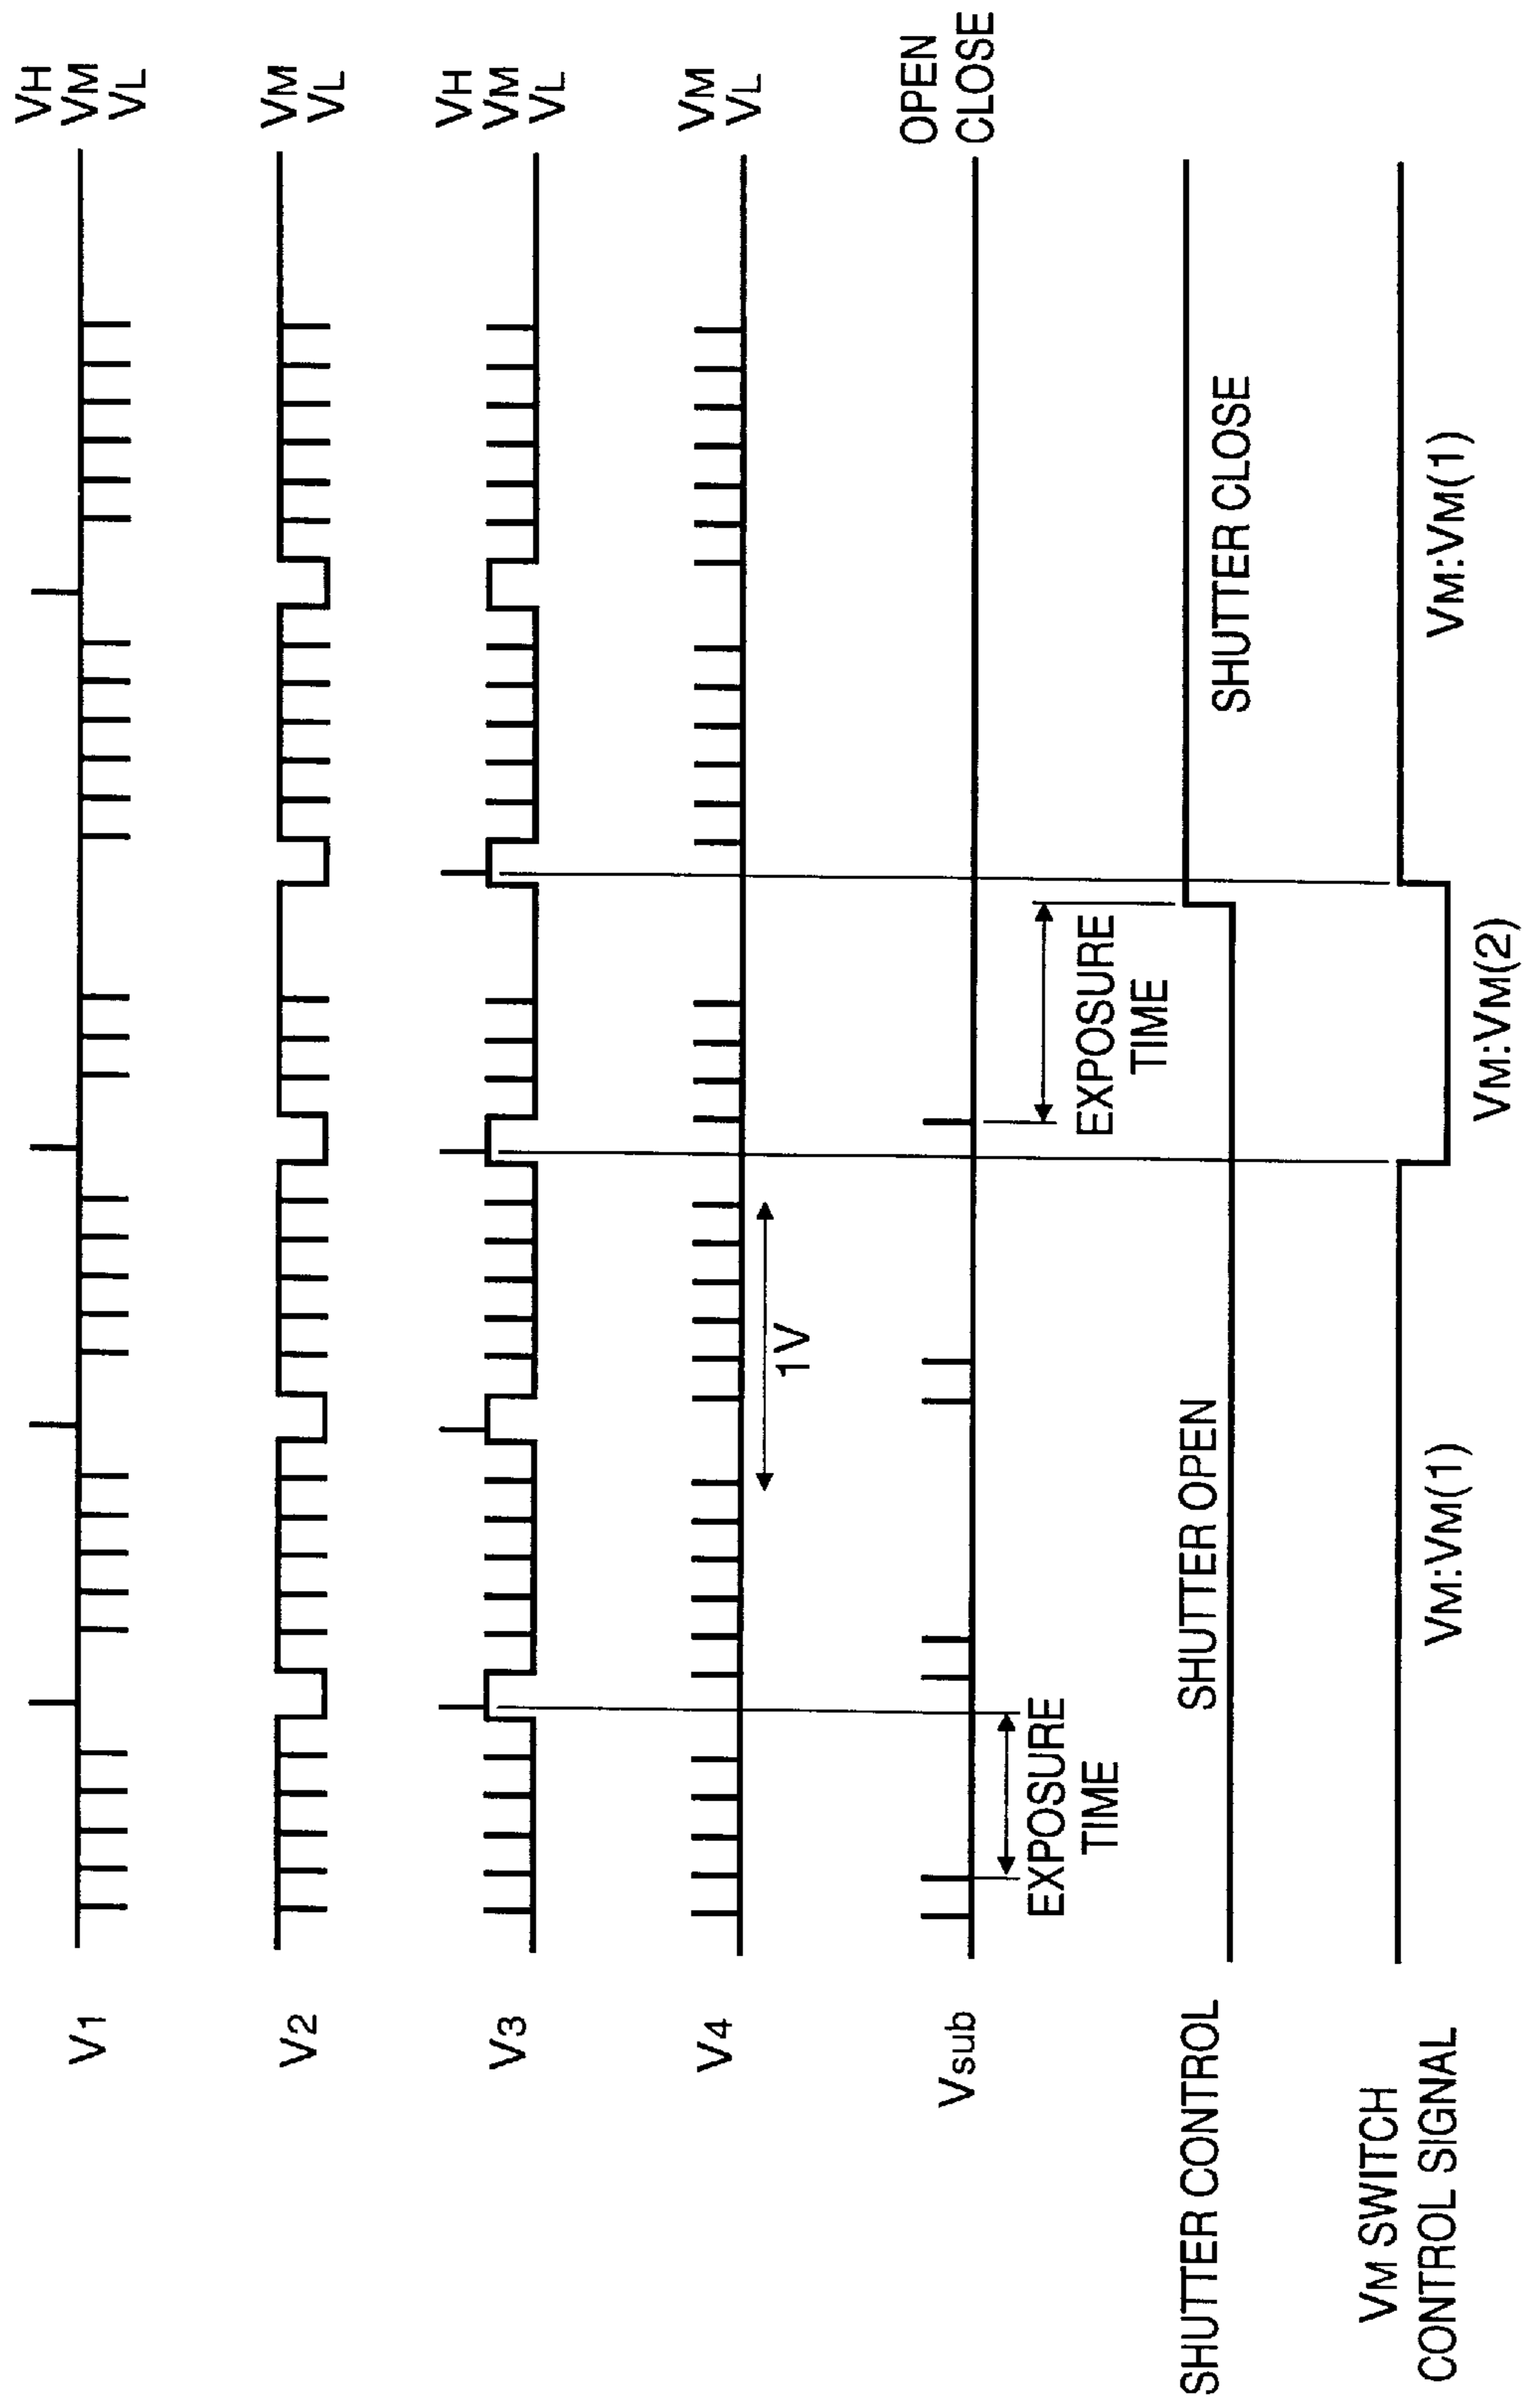 V1
VH
VM
VL
V2
VM
VL
V3
VH
VM
VL
V4
VM
VL
1V
Vsub
OPEN
CLOSE
EXPOSURE
TIME
EXPOSURE
TIME
SHUTTER CONTROL
SHUTTER OPEN
SHUTTER CLOSE
VM SWITCH
CONTROL SIGNAL
VM:VM(1)
VM:VM(2)
VM:VM(1)